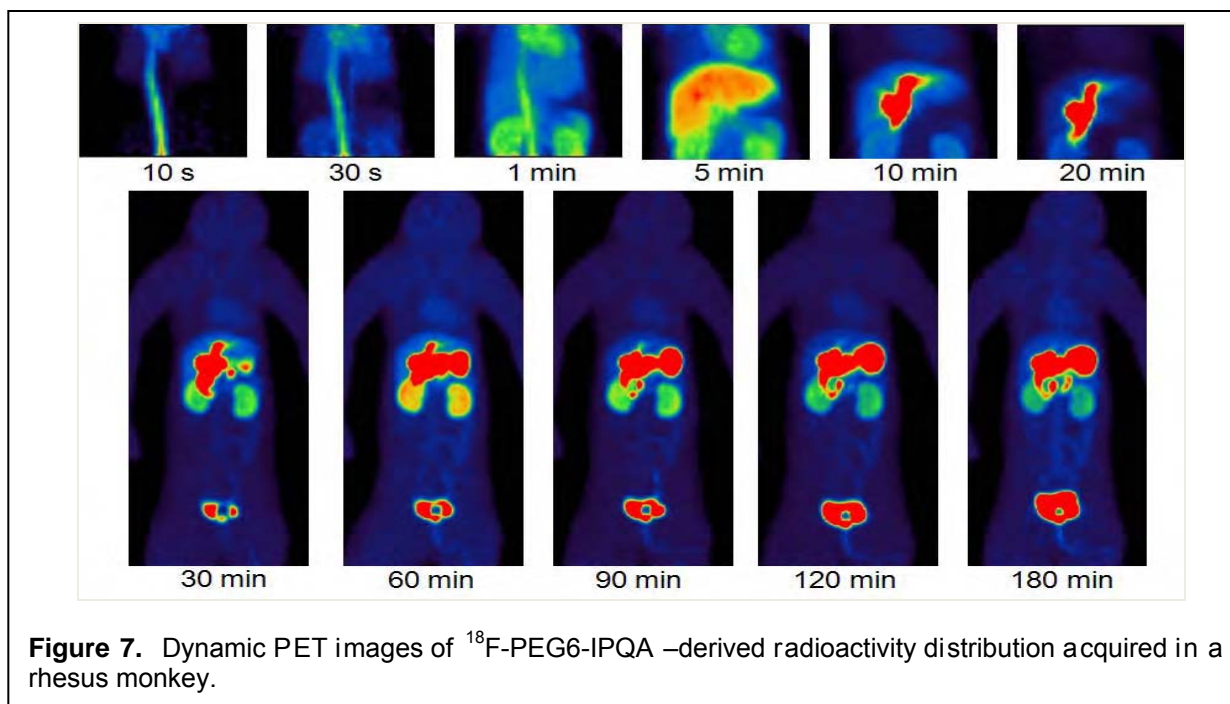 10 s 30 s 1 min 5 min 10 min 20 min
30 min 60 min 90 min 120 min 180 min
Figure 7. Dynamic PET images of ¹⁸F-PEG6-IPQA –derived radioactivity distribution acquired in a
rhesus monkey.